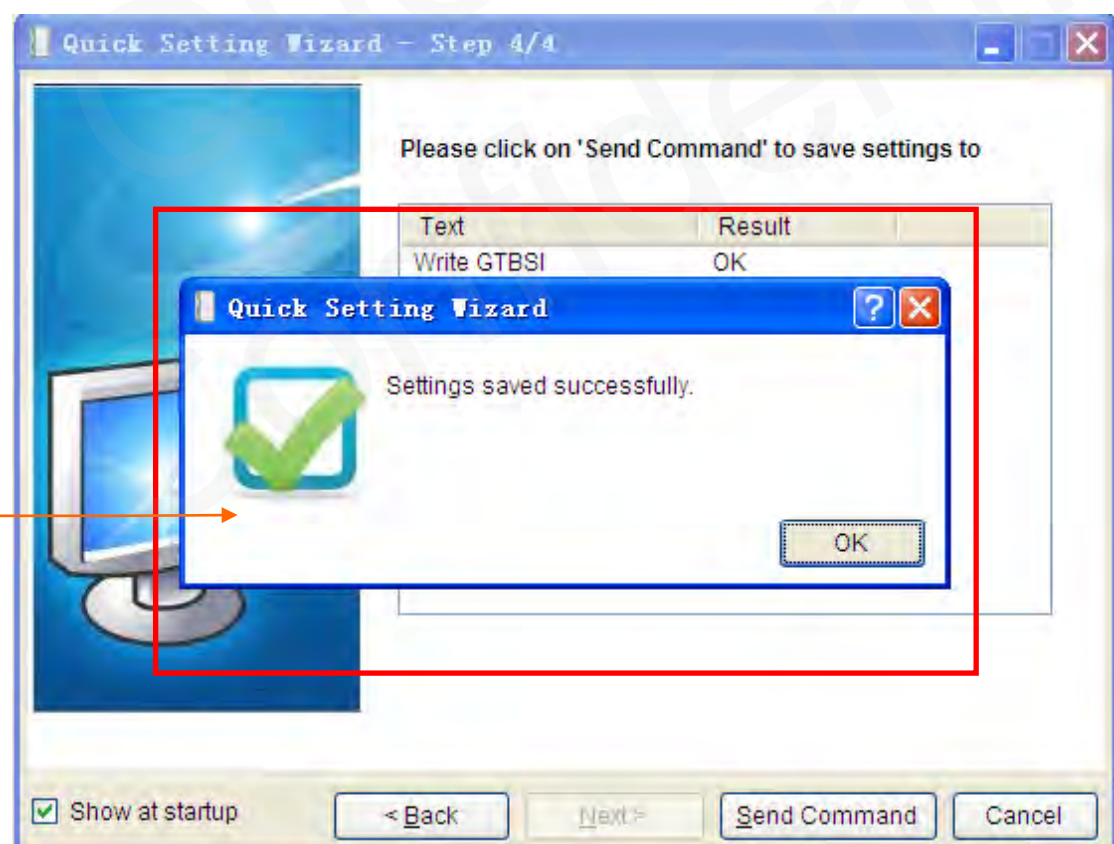 Quick Setting Wizard - Step 4/4
Please click on 'Send Command' to save settings to
Text Result
Write GTBSI OK
Quick Setting Wizard
?
Settings saved successfully.
OK
Show at startup
< Back Next > Send Command Cancel